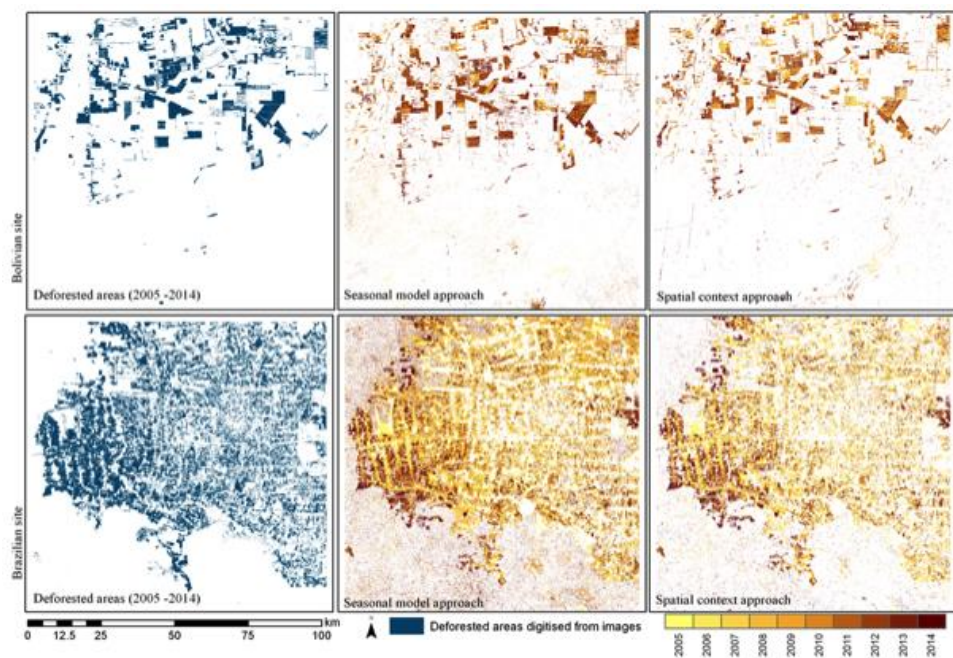 Bolivian site
Deforested areas (2005 -2014)
Seasonal model approach
Spatial context approach
Brazilian site
Deforested areas (2005 -2014)
Seasonal model approach
Spatial context approach
0 12.5 25 50 75 100 km
Deforested areas digitised from images
2005 2006 2007 2008 2009 2010 2011 2012 2013 2014